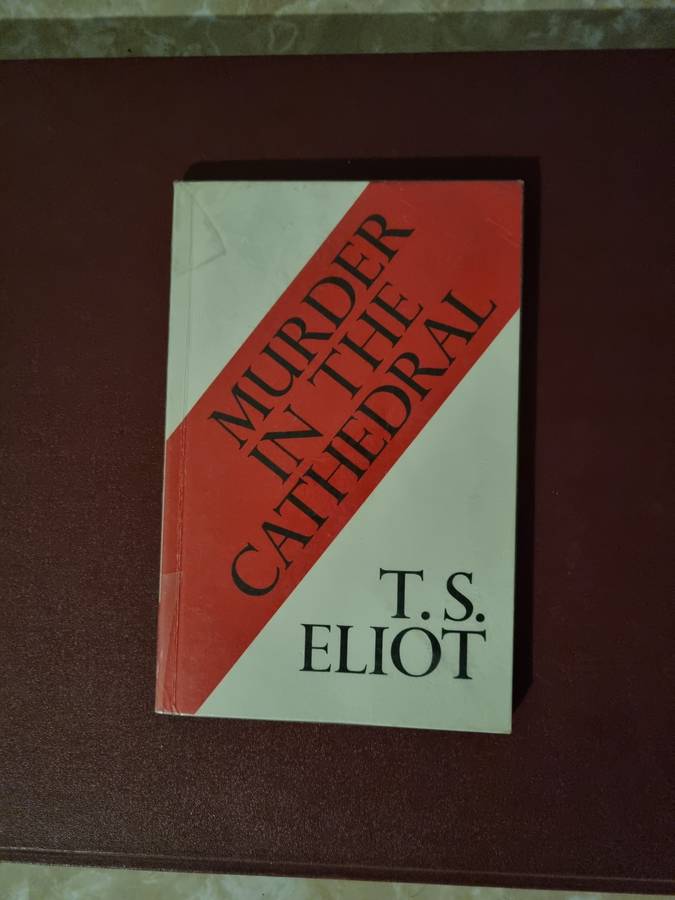 MURDER
IN THE
CATHEDRAL
T. S.
ELIOT